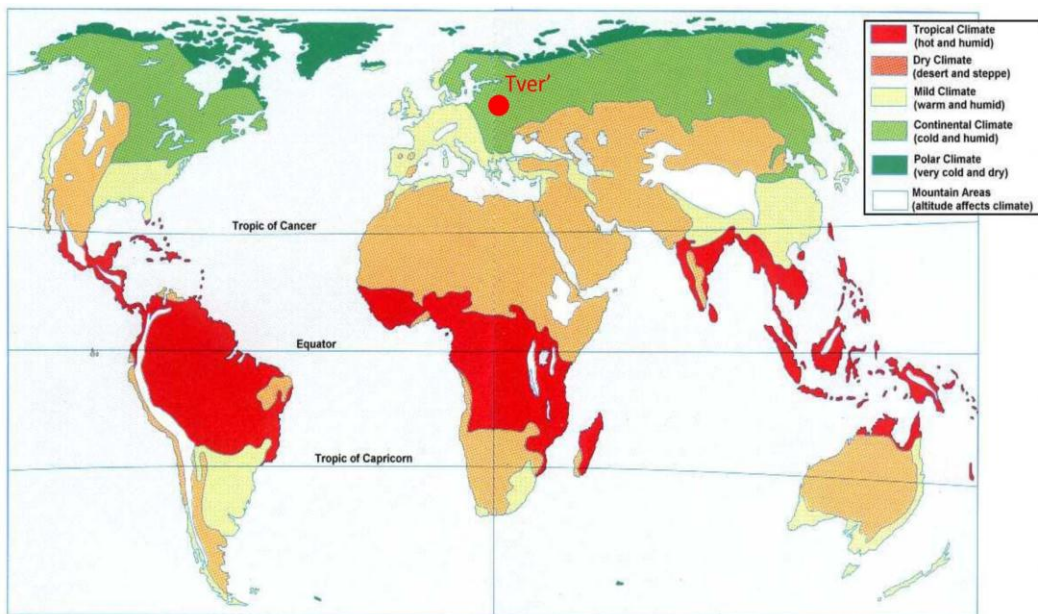 Tver'
Tropic of Cancer
Equator
Tropic of Capricorn
Tropical Climate
(hot and humid)
Dry Climate
(desert and steppe)
Mild Climate
(warm and humid)
Continental Climate
(cold and humid)
Polar Climate
(very cold and dry)
Mountain Areas
(altitude affects climate)